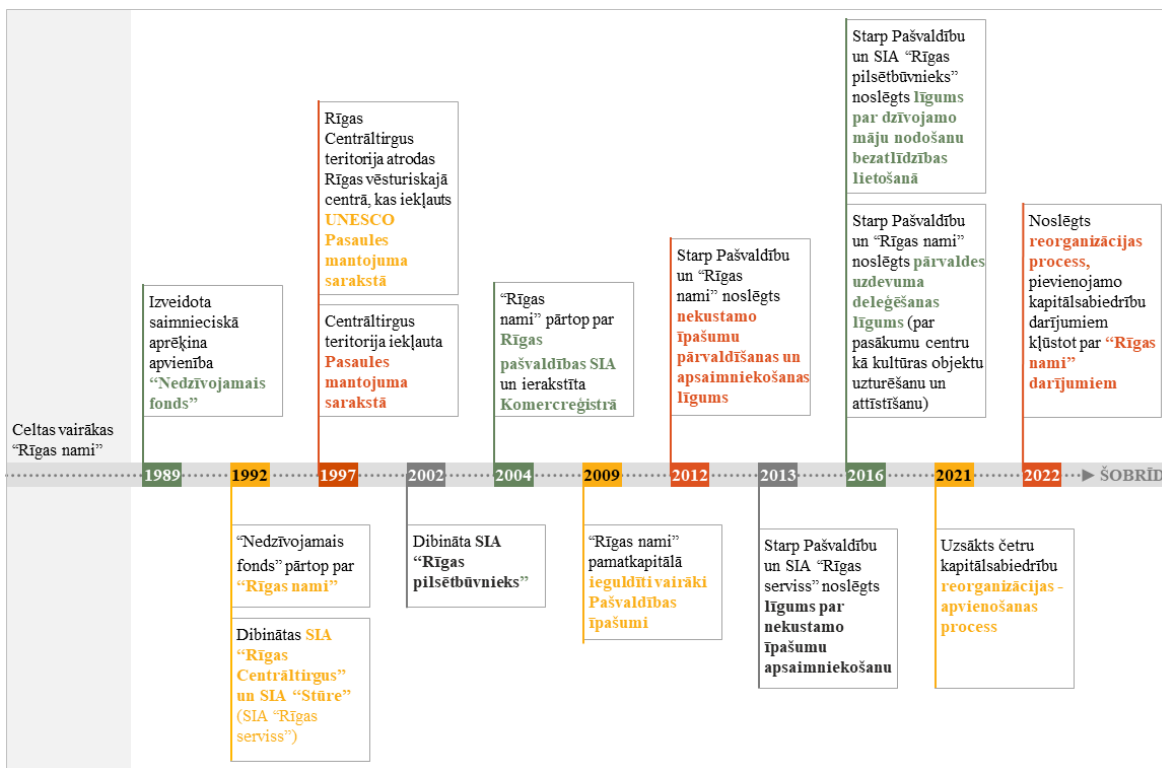 Starp Pašvaldību
un SIA “Rīgas
pilsētbūvnieks”
noslēgts līgums
par dzīvojamo
māju nodošanu
bezatlīdzības
lietošanā
Rīgas
Centrāltirgus
teritorija atrodas
Rīgas vēsturiskajā
centrā, kas iekļauts
UNESCO
Pasaules
mantojuma
sarakstā
Starp Pašvaldību
un “Rīgas nami”
noslēgts pārvaldes
uzdevuma
deleģēšanas
līgums (par
pasākumu centru
kā kultūras objektu
uzturēšanu un
attīstīšanu)
Noslēgts
reorganizācijas
process,
pievienojamo
kapitālsabiedrību
darījumiem
kļūstot par “Rīgas
nami”
darījumiem
Starp Pašvaldību
un “Rīgas
nami” noslēgts
nekustamo
īpašumu
pārvaldīšanas un
apsaimniekošanas
līgums
Izveidota
saimnieciskā
aprēķina
apvienība
“Nedzīvojamais
fonds”
Centrāltirgus
teritorija iekļauta
Pasaules
mantojuma
sarakstā
“Rīgas
nami” pārtop par
Rīgas
pašvaldības SIA
un ierakstīta
Komercreģistrā
Celtas vairākas
“Rīgas nami”
1989 1992 1997 2002 2004 2009 2012 2013 2016 2021 2022 ŠOBRĪD
“Nedzīvojamais
fonds” pārtop par
“Rīgas nami”
Dibinātas SIA
“Rīgas
Centrāltirgus”
un SIA “Stūre”
(SIA “Rīgas
serviss”)
Dibināta SIA
“Rīgas
pilsētbūvnieks”
“Rīgas nami”
pamatkapitālā
ieguldīti vairāki
Pašvaldības
īpašumi
Starp Pašvaldību
un SIA “Rīgas
serviss” noslēgts
līgums par
nekustamo
īpašumu
apsaimniekošanu
Uzsākts četru
kapitālsabiedrību
reorganizācijas -
apvienošanas
process